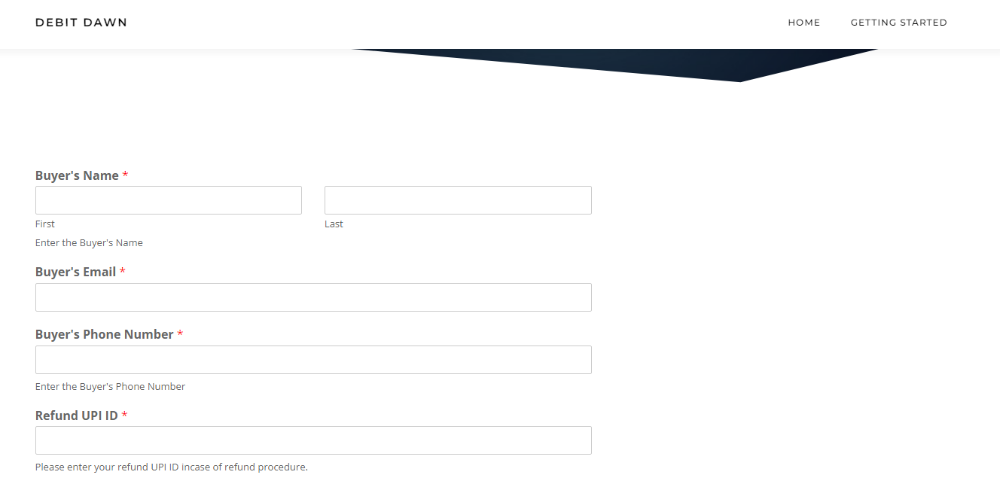 DEBIT DAWN
HOME GETTING STARTED
Buyer's Name *
First Last
Enter the Buyer's Name
Buyer's Email *
Buyer's Phone Number *
Enter the Buyer's Phone Number
Refund UPI ID *
Please enter your refund UPI ID incase of refund procedure.